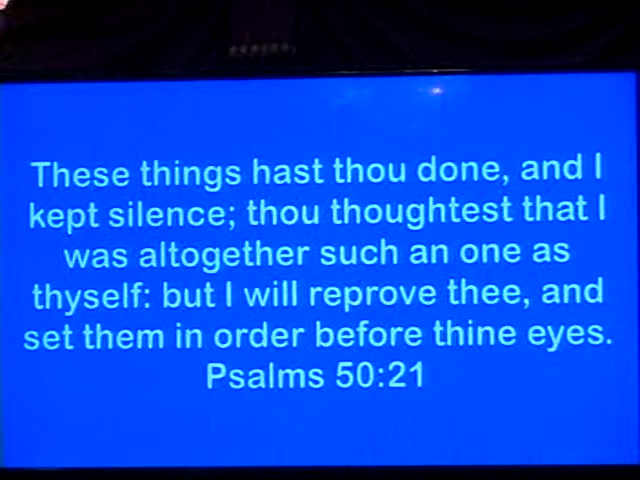 These things hast thou done, and I
kept silence; thou thoughtest that I
was altogether such an one as
thyself: but I will reprove thee, and
set them in order before thine eyes.
Psalms 50:21